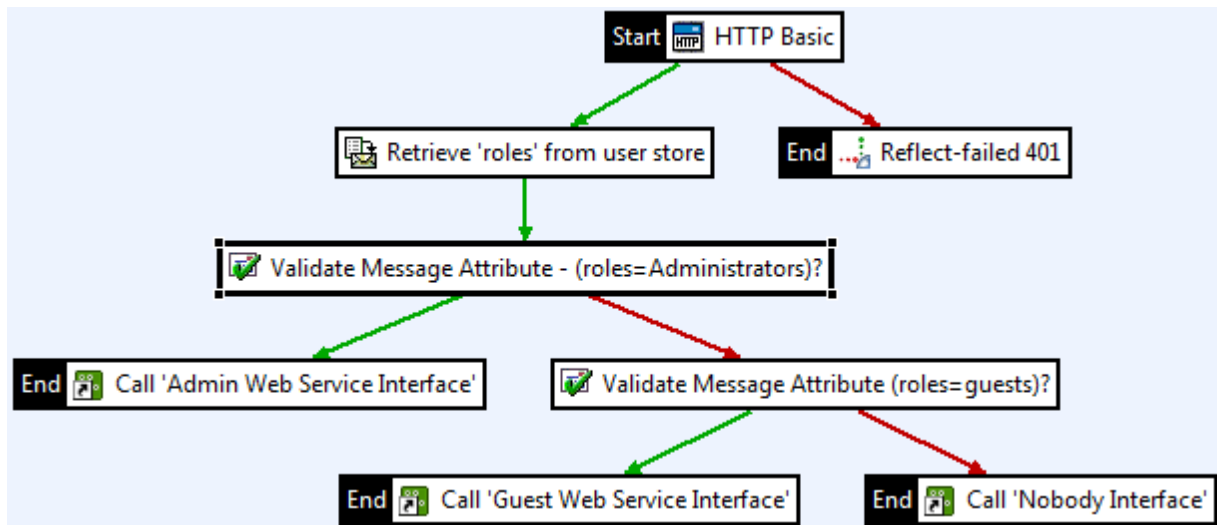 Start HTTP HTTP Basic
Retrieve 'roles' from user store
End Reflect-failed 401
Validate Message Attribute - (roles=Administrators)?
End Call 'Admin Web Service Interface'
Validate Message Attribute (roles=guests)?
End Call 'Guest Web Service Interface'
End Call 'Nobody Interface'